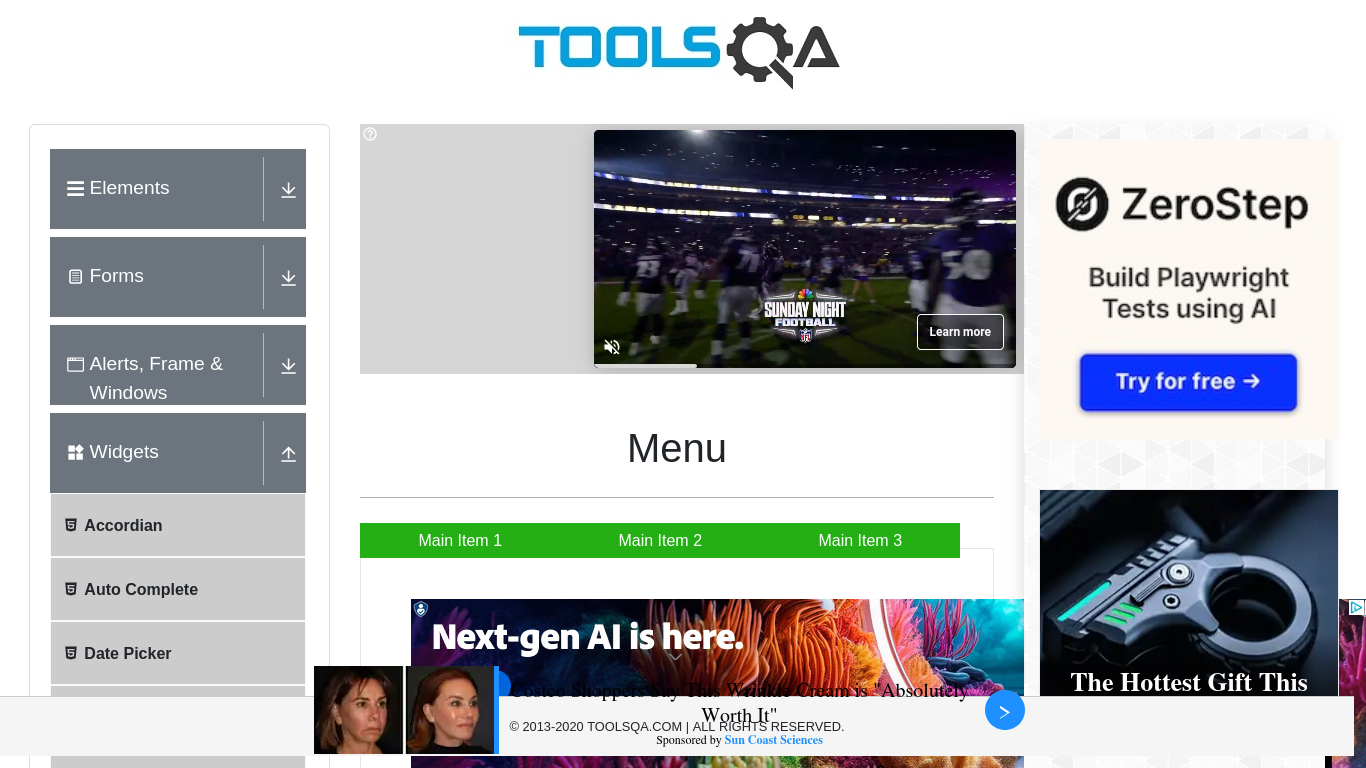 TOOLSQA
Elements
Forms
Alerts, Frame &
Windows
Widgets
Accordian
Auto Complete
Date Picker
SUNDAY NIGHT
FOOTBALL
NFL
Learn more
Menu
Main Item 1
Main Item 2
Main Item 3
Next-gen AI is here.
ZeroStep
Build Playwright
Tests using AI
Try for free →
The Hottest Gift This
Costco Shoppers Say This Wrinkle Cream is "Absolutely
Worth It"
© 2013-2020 TOOLSQA.COM | ALL RIGHTS RESERVED.
Sponsored by Sun Coast Sciences